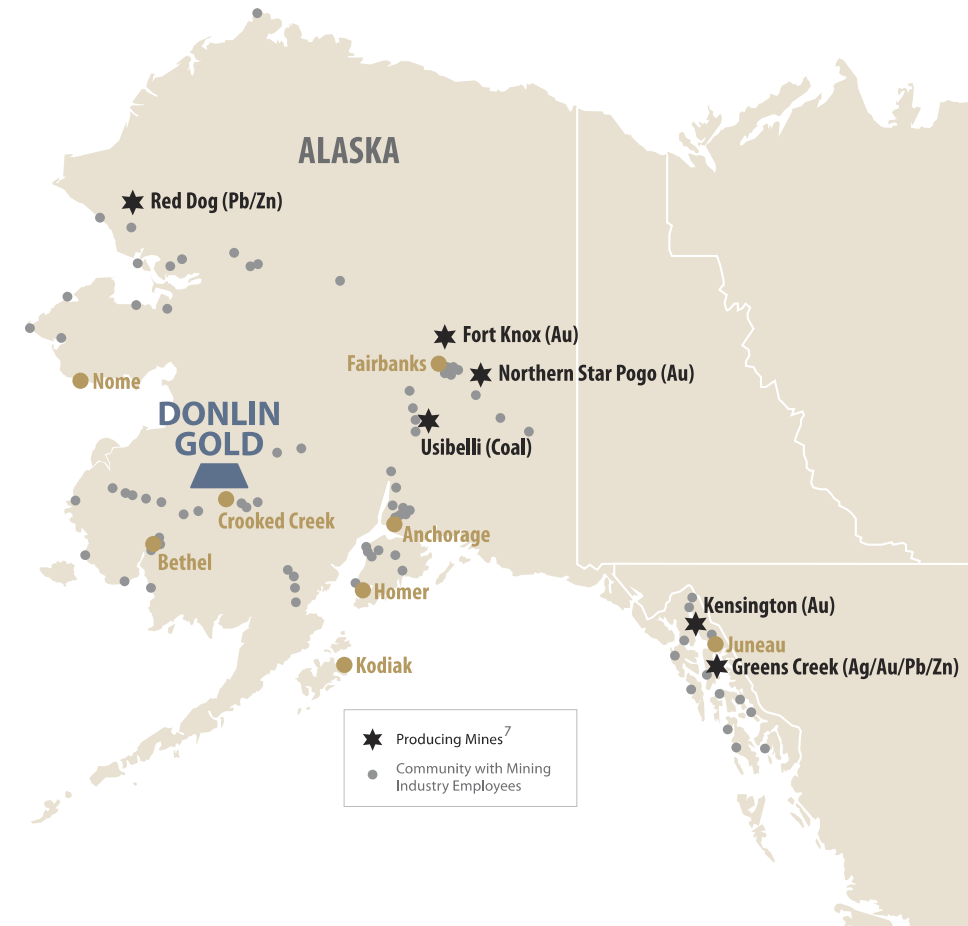 ALASKA
Red Dog (Pb/Zn)
Fort Knox (Au)
Fairbanks
Northern Star Pogo (Au)
Nome
DONLIN
GOLD
Usibelli (Coal)
Crooked Creek
Anchorage
Bethel
Homer
Kensington (Au)
Juneau
Kodiak
Greens Creek (Ag/Au/Pb/Zn)
Producing Mines7
Community with Mining
Industry Employees